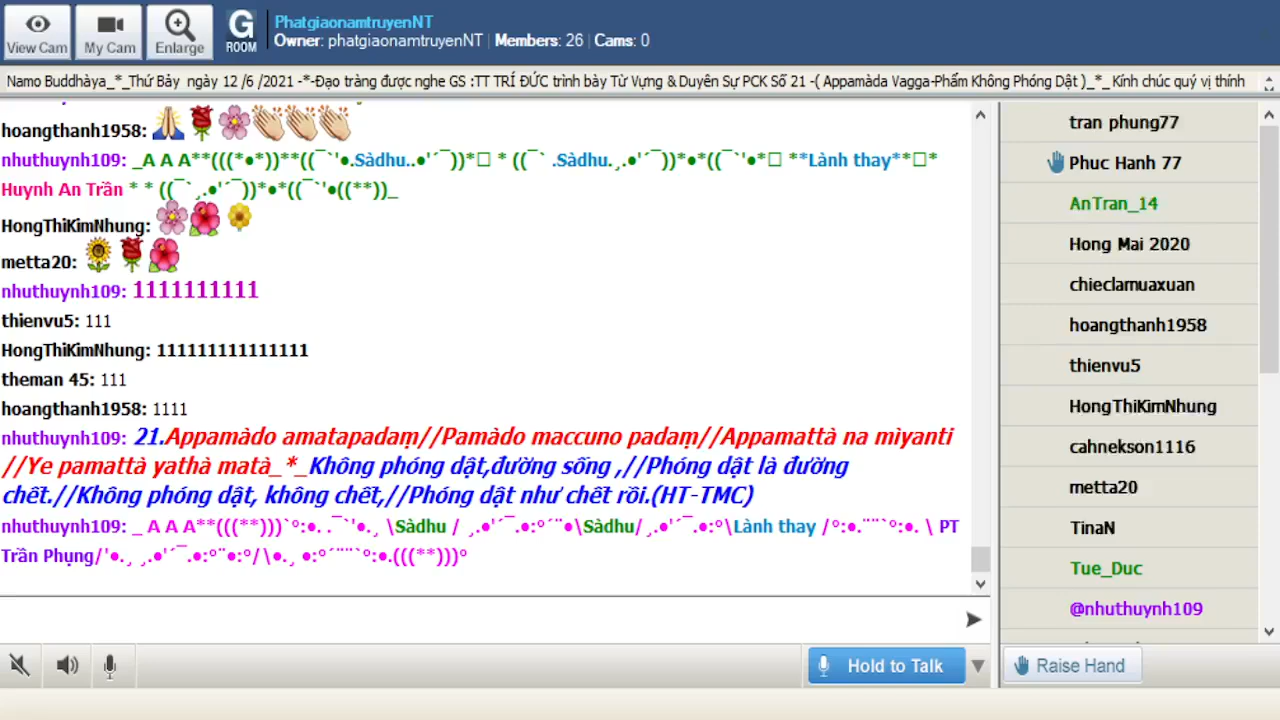 View Cam
My Cam
Enlarge
G
ROOM
PhatgiaonamtruyenNT
Owner: phatgiaonamtruyenNT | Members: 26 | Cams: 0
Namo Buddhàya_*_Thứ Bảy ngày 12 /6 /2021 -*-Đạo tràng được nghe GS :TT TRÍ ĐỨC trình bày Từ Vựng & Duyên Sự PCK Số 21 -( Appamàda Vagga-Phẩm Không Phóng Dật )_*_ Kính chúc quý vị thính
hoangthanh1958:
nhuthuynh109: _A A A**(((*●*))**((¯`'●.Sàdhu..●'´¯))*□ * ((¯` .Sàdhu.¸.●'´¯))*●*((¯`'●*□ **Lành thay**□*
Huynh An Trần * * ((¯`¸.●'´¯))*●*((¯`'●((**))_
HongThiKimNhung:
metta20:
nhuthuynh109: 1111111111
thienvu5: 111
HongThiKimNhung: 111111111111111
theman 45: 111
hoangthanh1958: 1111
nhuthuynh109: 21.Appamàdo amatapadaṃ//Pamàdo maccuno padaṃ//Appamattà na mìyanti
//Ye pamattà yathà matà_*_Không phóng dật,đường sống ,//Phóng dật là đường
chết.//Không phóng dật, không chết,//Phóng dật như chết rồi.(HT-TMC)
nhuthuynh109: _ A A A**(((**)))`º:●. .¯`'●.¸ \Sàdhu / ¸.●'´¯.●:º´¨●\Sàdhu/¸.●'´¯.●:º\Lành thay /º:●.¨¨`º:●. \ PT
Trần Phụng/'●.¸ ¸.●'´¯.●:º¨●:º/\●.¸ ●:º´¨¨`º:●.(((**)))º
Hold to Talk
tran phung77
Phuc Hanh 77
AnTran_14
Hong Mai 2020
chieclamuaxuan
hoangthanh1958
thienvu5
HongThiKimNhung
cahnekson1116
metta20
TinaN
Tue_Duc
@nhuthuynh109
Raise Hand